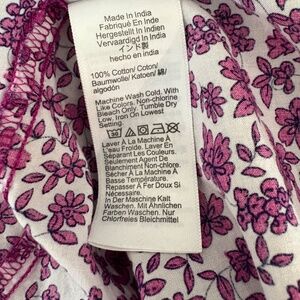 Made In India
Fabriqué En Inde
Hergestellt In Indien
Vervaardigd In India
インド製
hecho en india
100% Cotton/ Coton/
Baumwolle/ Katoen/ 綿/
algodón
Machine Wash Cold. With
Like Colors. Non-clorine
Bleach Only. Tumble Dry
Low. Iron On Lowest
Setting.
Laver À La Machine À
L'eau Froide. Laver En
Séparant Les Couleurs.
Seulement Agent De
Blanchiment Non-chlore.
Sécher À La Machine À
Basse Température.
Repasser À Fer Doux Si
Nécessaire.
In Der Maschine Kalt
Waschen. Mit Ähnlichen
Farben Waschen. Nur
Chlorfreies Bleichmittel